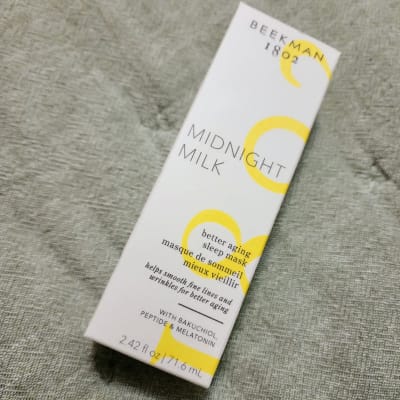 BEEKMAN
1802
MIDNIGHT
MILK
better aging
sleep mask
masque de sommeil
mieux vieillir
helps smooth fine lines and
wrinkles for better aging
WITH BAKUCHIOL,
PEPTIDE & MELATONIN
2.42 fl oz | 71.6 mL